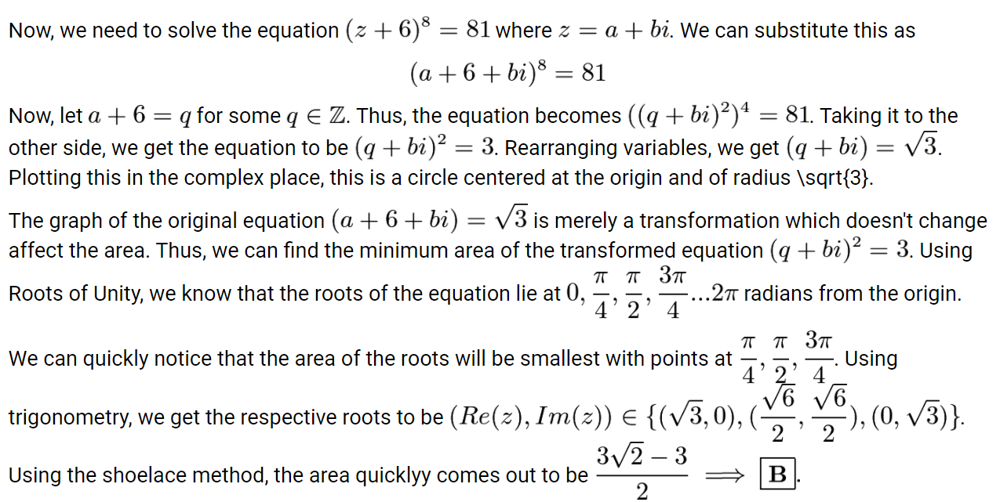 Now, we need to solve the equation $(z + 6)^8 = 81$ where $z = a + bi$. We can substitute this as
$(a + 6 + bi)^8 = 81$
Now, let $a + 6 = q$ for some $q \in \mathbb{Z}$. Thus, the equation becomes $((q + bi)^2)^4 = 81$. Taking it to the
other side, we get the equation to be $(q + bi)^2 = 3$. Rearranging variables, we get $(q + bi) = \sqrt{3}$.
Plotting this in the complex place, this is a circle centered at the origin and of radius \sqrt{3}.
The graph of the original equation $(a + 6 + bi) = \sqrt{3}$ is merely a transformation which doesn't change
affect the area. Thus, we can find the minimum area of the transformed equation $(q + bi)^2 = 3$. Using
Roots of Unity, we know that the roots of the equation lie at $0, \frac{\pi}{4}, \frac{\pi}{2}, \frac{3\pi}{4}...2\pi$ radians from the origin.
We can quickly notice that the area of the roots will be smallest with points at $\frac{\pi}{4}, \frac{\pi}{2}, \frac{3\pi}{4}$. Using
trigonometry, we get the respective roots to be $(Re(z), Im(z)) \in \{(\sqrt{3}, 0), (\frac{\sqrt{6}}{2}, \frac{\sqrt{6}}{2}), (0, \sqrt{3})\}$.
Using the shoelace method, the area quicklyy comes out to be $\frac{3\sqrt{2} - 3}{2} \implies \boxed{\textbf{B}}$.